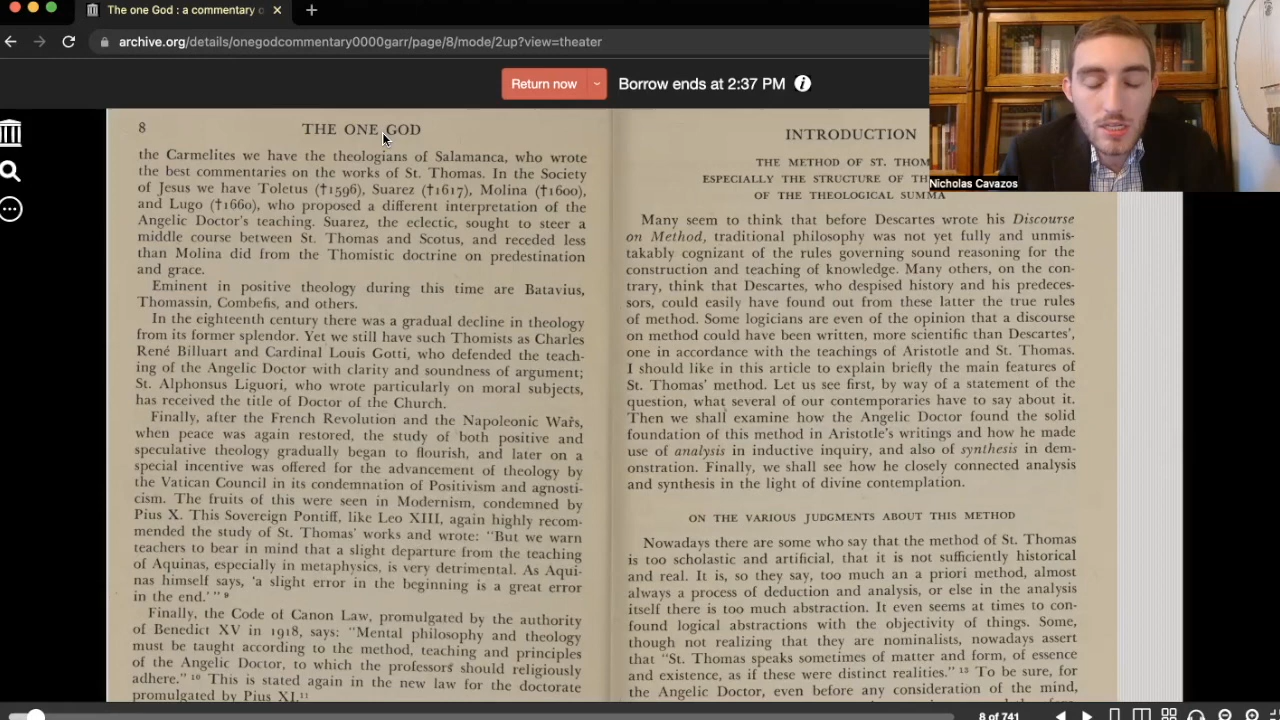 The one God : a commentary o
archive.org/details/onegodcommentary0000garr/page/8/mode/2up?view=theater
Return now
Borrow ends at 2:37 PM
Nicholas Cavazos
8
THE ONE GOD
the Carmelites we have the theologians of Salamanca, who wrote
the best commentaries on the works of St. Thomas. In the Society
of Jesus we have Toletus (†1596), Suarez (†1617), Molina (†1600),
and Lugo (†1660), who proposed a different interpretation of the
Angelic Doctor's teaching. Suarez, the eclectic, sought to steer a
middle course between St. Thomas and Scotus, and receded less
than Molina did from the Thomistic doctrine on predestination
and grace.
Eminent in positive theology during this time are Batavius,
Thomassin, Combefis, and others.
In the eighteenth century there was a gradual decline in theology
from its former splendor. Yet we still have such Thomists as Charles
René Billuart and Cardinal Louis Gotti, who defended the teach-
ing of the Angelic Doctor with clarity and soundness of argument;
St. Alphonsus Liguori, who wrote particularly on moral subjects,
has received the title of Doctor of the Church.
Finally, after the French Revolution and the Napoleonic Wars,
when peace was again restored, the study of both positive and
speculative theology gradually began to flourish, and later on a
special incentive was offered for the advancement of theology by
the Vatican Council in its condemnation of Positivism and agnosti-
cism. The fruits of this were seen in Modernism, condemned by
Pius X. This Sovereign Pontiff, like Leo XIII, again highly recom-
mended the study of St. Thomas' works and wrote: "But we warn
teachers to bear in mind that a slight departure from the teaching
of Aquinas, especially in metaphysics, is very detrimental. As Aqui-
nas himself says, 'a slight error in the beginning is a great error
in the end.' " 9
Finally, the Code of Canon Law, promulgated by the authority
of Benedict XV in 1918, says: "Mental philosophy and theology
must be taught according to the method, teaching and principles
of the Angelic Doctor, to which the professors should religiously
adhere." 10 This is stated again in the new law for the doctorate
promulgated by Pius XI.11
INTRODUCTION
THE METHOD OF ST. THOM
ESPECIALLY THE STRUCTURE OF TH
OF THE THEOLOGICAL SUMMA
Many seem to think that before Descartes wrote his Discourse
on Method, traditional philosophy was not yet fully and unmis-
takably cognizant of the rules governing sound reasoning for the
construction and teaching of knowledge. Many others, on the con-
trary, think that Descartes, who despised history and his predeces-
sors, could easily have found out from these latter the true rules
of method. Some logicians are even of the opinion that a discourse
on method could have been written, more scientific than Descartes',
one in accordance with the teachings of Aristotle and St. Thomas.
I should like in this article to explain briefly the main features of
St. Thomas' method. Let us see first, by way of a statement of the
question, what several of our contemporaries have to say about it.
Then we shall examine how the Angelic Doctor found the solid
foundation of this method in Aristotle's writings and how he made
use of analysis in inductive inquiry, and also of synthesis in dem-
onstration. Finally, we shall see how he closely connected analysis
and synthesis in the light of divine contemplation.
ON THE VARIOUS JUDGMENTS ABOUT THIS METHOD
Nowadays there are some who say that the method of St. Thomas
is too scholastic and artificial, that it is not sufficiently historical
and real. It is, so they say, too much an a priori method, almost
always a process of deduction and analysis, or else in the analysis
itself there is too much abstraction. It even seems at times to con-
found logical abstractions with the objectivity of things. Some,
though not realizing that they are nominalists, nowadays assert
that "St. Thomas speaks sometimes of matter and form, of essence
and existence, as if these were distinct realities." 13 To be sure, for
the Angelic Doctor, even before any consideration of the mind,
8 of 741